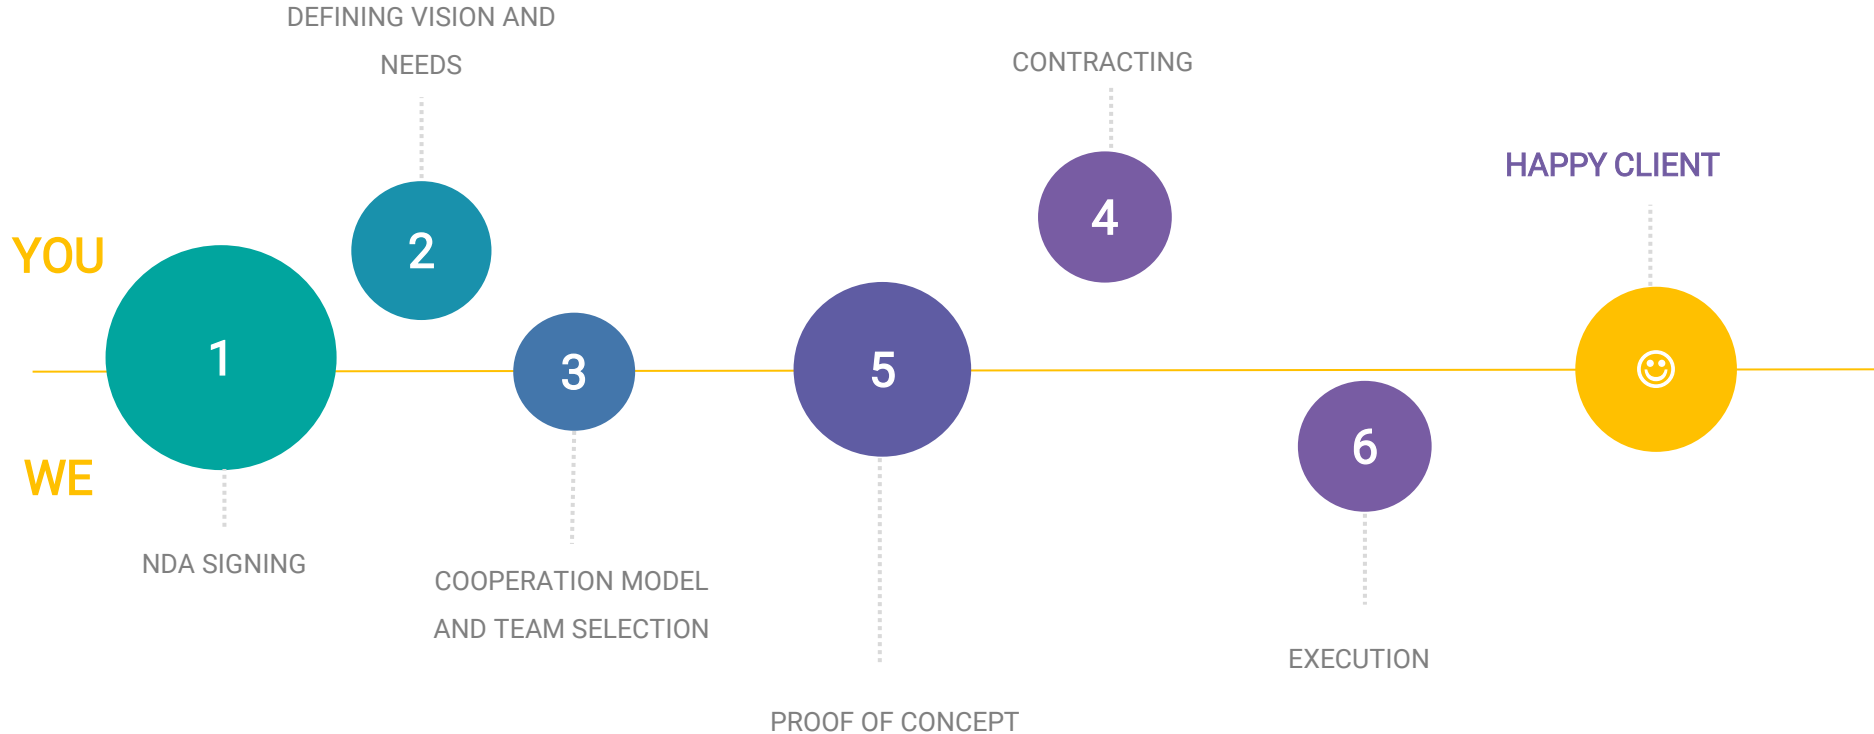 DEFINING VISION AND
NEEDS
CONTRACTING
HAPPY CLIENT
YOU
1
2
3
5
4
6
WE
NDA SIGNING
COOPERATION MODEL
AND TEAM SELECTION
PROOF OF CONCEPT
EXECUTION